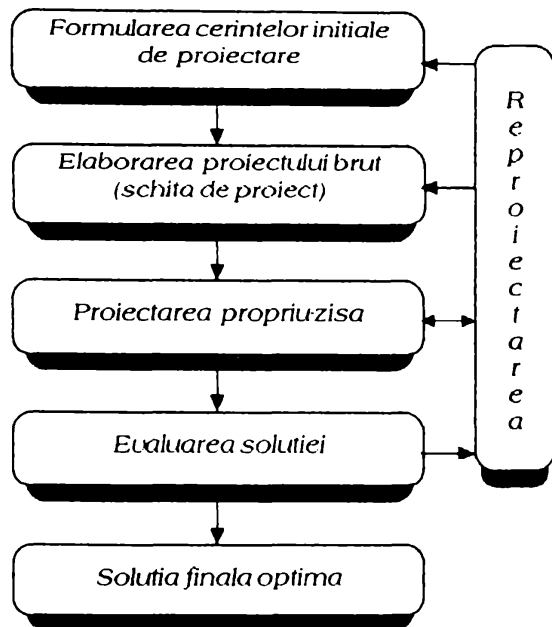 Formularea cerintelor initiale
de proiectare
Elaborarea proiectului brut
(schita de proiect)
Proiectarea propriu-zisa
Evaluarea solutiei
Solutia finala optima
Reproiectarea